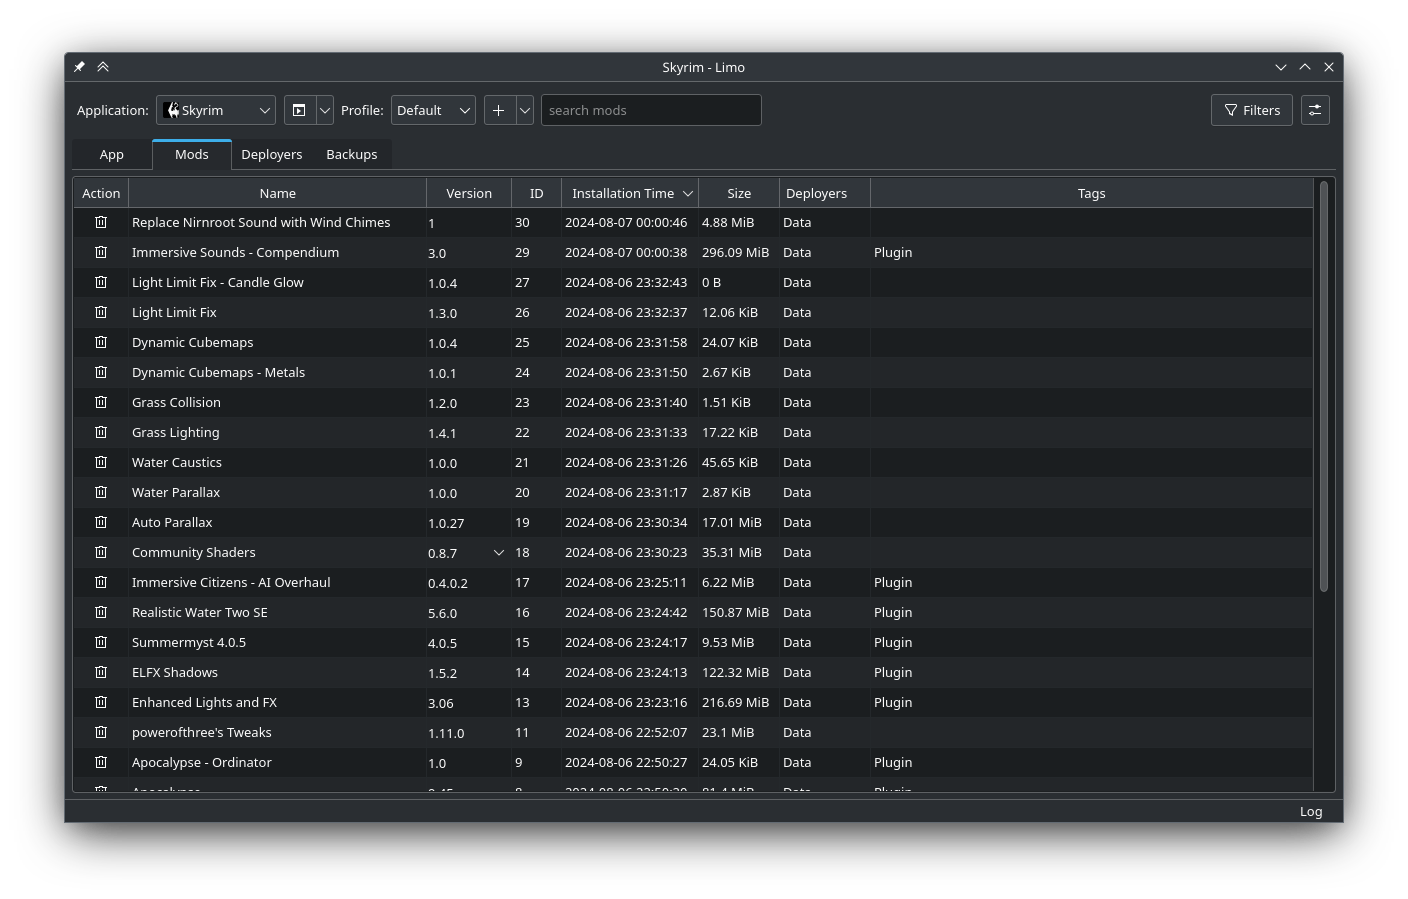 Skyrim - Limo
Application: Skyrim Profile: Default search mods Filters
App Mods Deployers Backups
Action Name Version ID Installation Time Size Deployers Tags
Replace Nirnroot Sound with Wind Chimes 1 30 2024-08-07 00:00:46 4.88 MiB Data
Immersive Sounds - Compendium 3.0 29 2024-08-07 00:00:38 296.09 MiB Data Plugin
Light Limit Fix - Candle Glow 1.0.4 27 2024-08-06 23:32:43 0 B Data
Light Limit Fix 1.3.0 26 2024-08-06 23:32:37 12.06 KiB Data
Dynamic Cubemaps 1.0.4 25 2024-08-06 23:31:58 24.07 KiB Data
Dynamic Cubemaps - Metals 1.0.1 24 2024-08-06 23:31:50 2.67 KiB Data
Grass Collision 1.2.0 23 2024-08-06 23:31:40 1.51 KiB Data
Grass Lighting 1.4.1 22 2024-08-06 23:31:33 17.22 KiB Data
Water Caustics 1.0.0 21 2024-08-06 23:31:26 45.65 KiB Data
Water Parallax 1.0.0 20 2024-08-06 23:31:17 2.87 KiB Data
Auto Parallax 1.0.27 19 2024-08-06 23:30:34 17.01 MiB Data
Community Shaders 0.8.7 18 2024-08-06 23:30:23 35.31 MiB Data
Immersive Citizens - AI Overhaul 0.4.0.2 17 2024-08-06 23:25:11 6.22 MiB Data Plugin
Realistic Water Two SE 5.6.0 16 2024-08-06 23:24:42 150.87 MiB Data Plugin
Summermyst 4.0.5 4.0.5 15 2024-08-06 23:24:17 9.53 MiB Data Plugin
ELFX Shadows 1.5.2 14 2024-08-06 23:24:13 122.32 MiB Data Plugin
Enhanced Lights and FX 3.06 13 2024-08-06 23:23:16 216.69 MiB Data Plugin
powerofthree's Tweaks 1.11.0 11 2024-08-06 22:52:07 23.1 MiB Data
Apocalypse - Ordinator 1.0 9 2024-08-06 22:50:27 24.05 KiB Data Plugin
Log